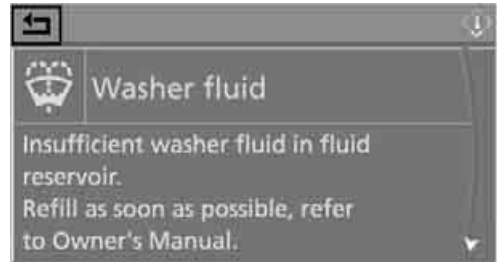 Washer fluid
Insufficient washer fluid in fluid
reservoir.
Refill as soon as possible, refer
to Owner's Manual.